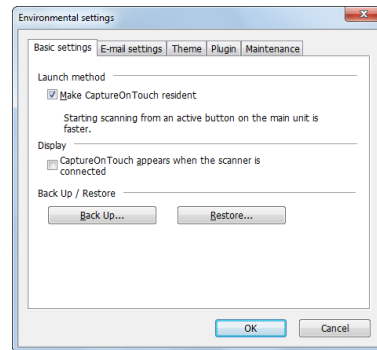 Environmental settings
Basic settings E-mail settings Theme Plugin Maintenance
Launch method
Make CaptureOnTouch resident
Starting scanning from an active button on the main unit is
faster.
Display
CaptureOnTouch appears when the scanner is
connected
Back Up / Restore
Back Up... Restore...
OK Cancel